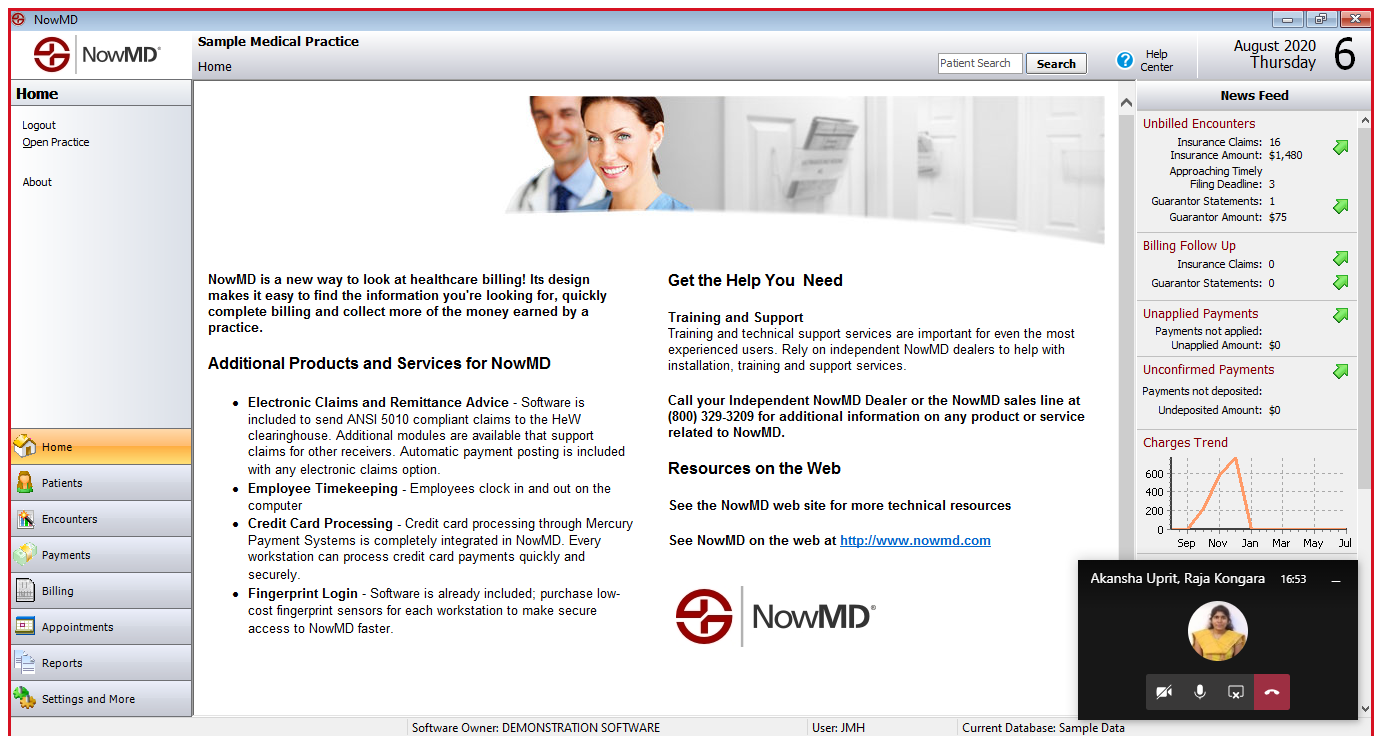 NowMD
NowMD®
Sample Medical Practice
Home
Patient Search
Search
?
Help
Center
August 2020
Thursday
6
Home
Logout
Open Practice
About
Home
Patients
Encounters
Payments
Billing
Appointments
Reports
Settings and More
NowMD is a new way to look at healthcare billing! Its design
makes it easy to find the information you're looking for, quickly
complete billing and collect more of the money earned by a
practice.
Additional Products and Services for NowMD
• Electronic Claims and Remittance Advice - Software is
included to send ANSI 5010 compliant claims to the HeW
clearinghouse. Additional modules are available that support
claims for other receivers. Automatic payment posting is included
with any electronic claims option.
• Employee Timekeeping - Employees clock in and out on the
computer
• Credit Card Processing - Credit card processing through Mercury
Payment Systems is completely integrated in NowMD. Every
workstation can process credit card payments quickly and
securely.
• Fingerprint Login - Software is already included; purchase low-
cost fingerprint sensors for each workstation to make secure
access to NowMD faster.
Get the Help You Need
Training and Support
Training and technical support services are important for even the most
experienced users. Rely on independent NowMD dealers to help with
installation, training and support services.
Call your Independent NowMD Dealer or the NowMD sales line at
(800) 329-3209 for additional information on any product or service
related to NowMD.
Resources on the Web
See the NowMD web site for more technical resources
See NowMD on the web at http://www.nowmd.com
NowMD®
News Feed
Unbilled Encounters
Insurance Claims: 16
Insurance Amount: $1,480
Approaching Timely
Filing Deadline: 3
Guarantor Statements: 1
Guarantor Amount: $75
Billing Follow Up
Insurance Claims: 0
Guarantor Statements: 0
Unapplied Payments
Payments not applied:
Unapplied Amount: $0
Unconfirmed Payments
Payments not deposited:
Undeposited Amount: $0
Charges Trend
600
400
200
0
Sep Nov Jan Mar May Jul
Akansha Uprit, Raja Kongara 16:53
Software Owner: DEMONSTRATION SOFTWARE
User: JMH
Current Database: Sample Data